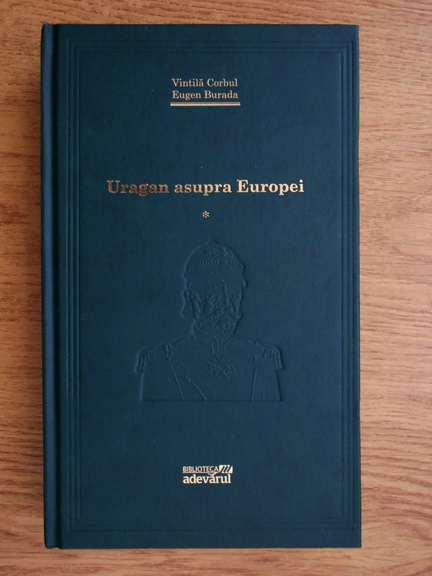 Vintilă Corbul
Eugen Burada
Uragan asupra Europei
*
BIBLIOTECA
adevărul